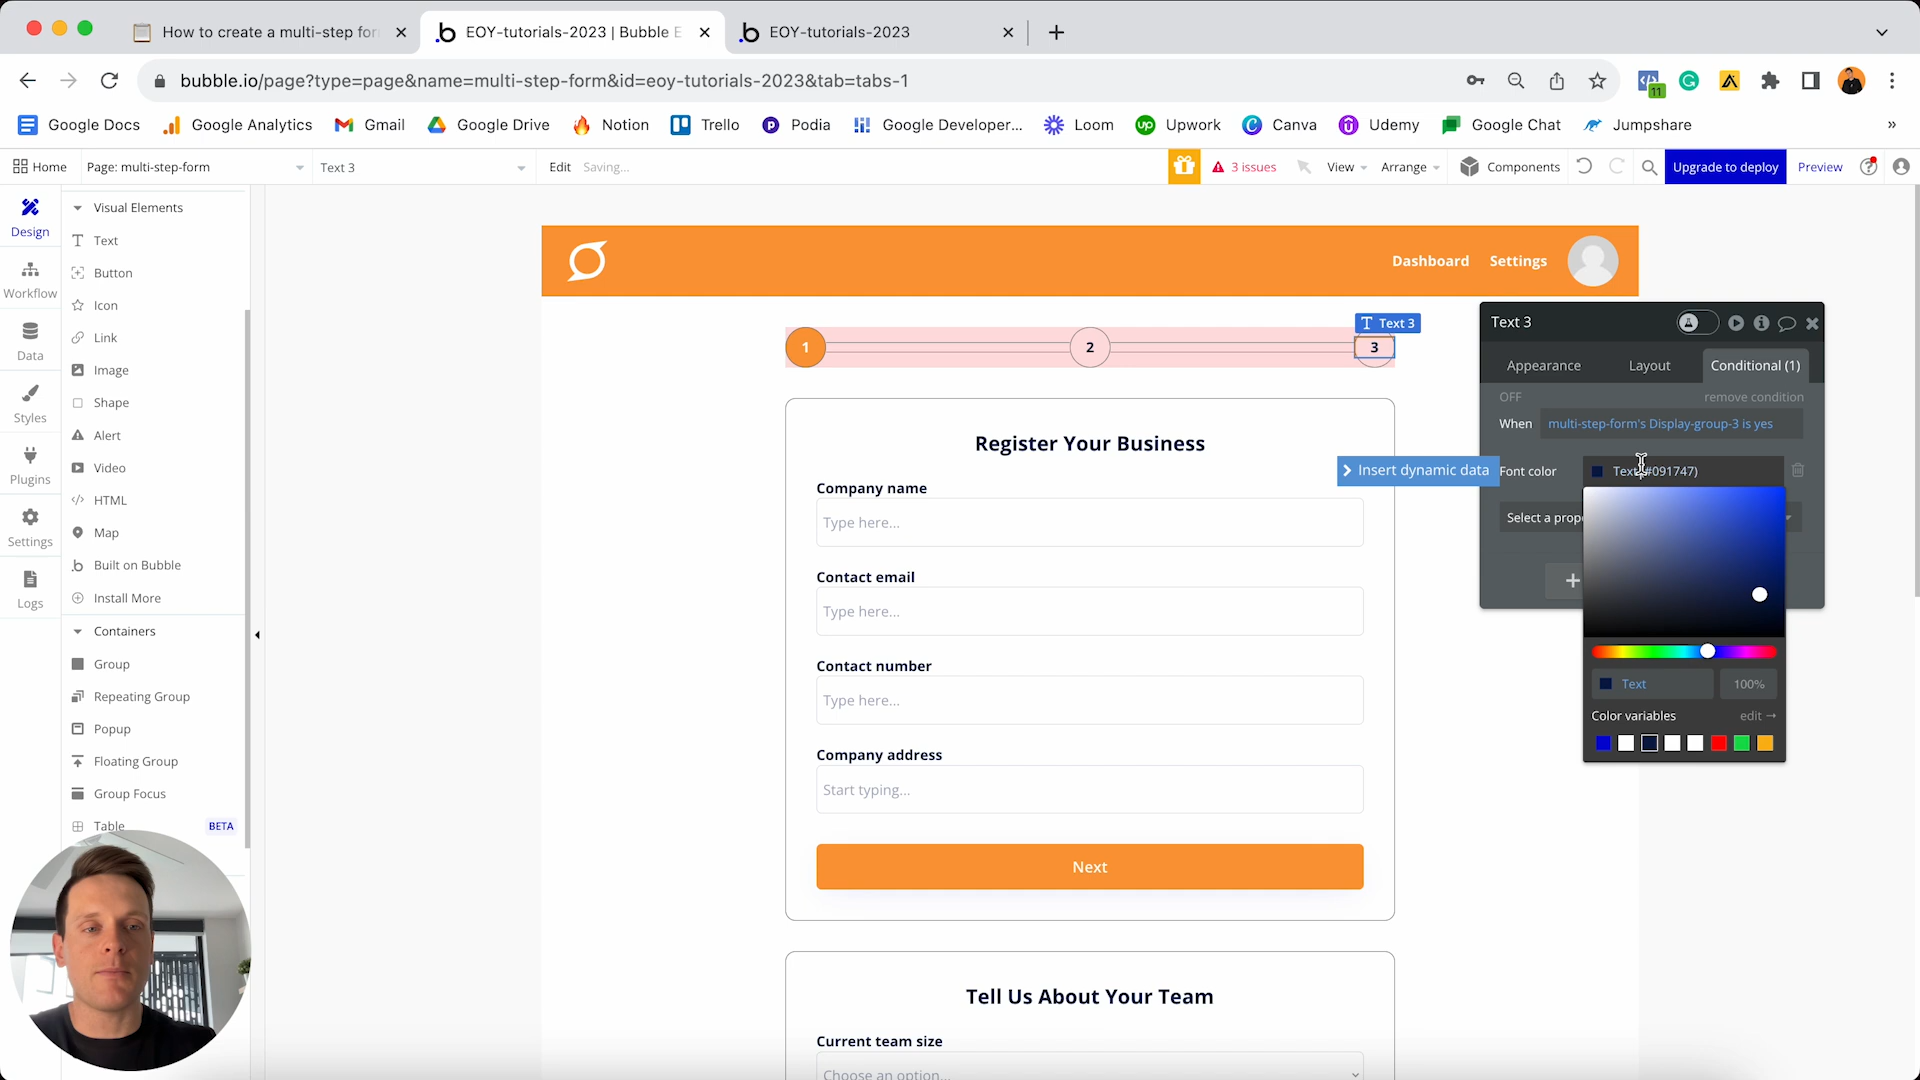 How to create a multi-step for
EOY-tutorials-2023 | Bubble E
EOY-tutorials-2023
bubble.io/page?type=page&name=multi-step-form&id=eoy-tutorials-2023&tab=tabs-1
11
Google Docs
Google Analytics
Gmail
Google Drive
Notion
Trello
Podia
Google Developer...
Loom
Upwork
Canva
Udemy
Google Chat
Jumpshare
»
Home
Page: multi-step-form
Text 3
Edit
Saving...
3 issues
View
Arrange
Components
Upgrade to deploy
Preview
Design
Workflow
Data
Styles
Plugins
Settings
Logs
Visual Elements
Text
Button
Icon
Link
Image
Shape
Alert
Video
HTML
Map
Built on Bubble
Install More
Containers
Group
Repeating Group
Popup
Floating Group
Group Focus
Table
BETA
Dashboard
Settings
Text 3
1
2
3
Register Your Business
Company name
Type here...
Contact email
Type here...
Contact number
Type here...
Company address
Start typing...
Next
Tell Us About Your Team
Current team size
Choose an option...
Text 3
Appearance
Layout
Conditional (1)
OFF
remove condition
When
multi-step-form's Display-group-3 is yes
Insert dynamic data
Font color
Text (#091747)
Select a prop
Text
100%
Color variables
edit →